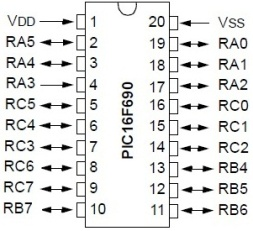 VDD 1 20 VSS
RA5 2 19 RA0
RA4 3 18 RA1
RA3 4 17 RA2
RC5 5 16 RC0
RC4 6 15 RC1
RC3 7 14 RC2
RC6 8 13 RB4
RC7 9 12 RB5
RB7 10 11 RB6
PIC16F690